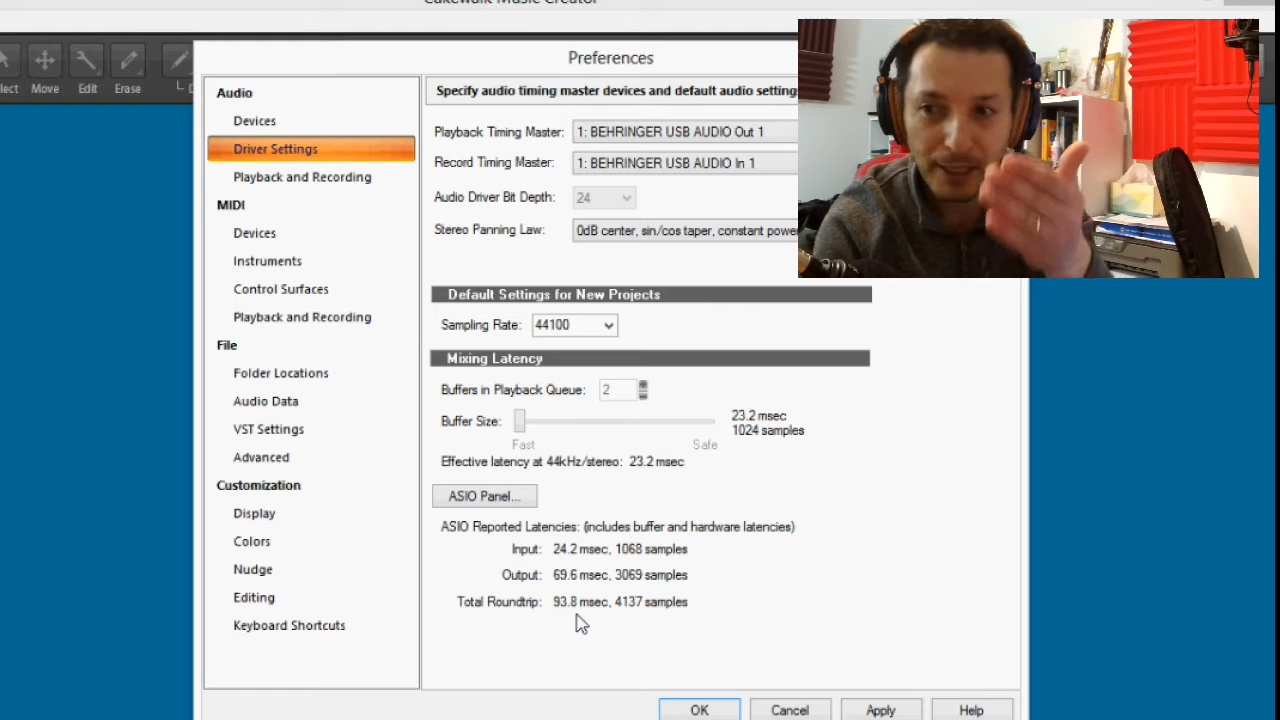 Cakewalk Music Creator
Move
Edit
Erase
Preferences
Audio
Devices
Driver Settings
Playback and Recording
MIDI
Devices
Instruments
Control Surfaces
Playback and Recording
File
Folder Locations
Audio Data
VST Settings
Advanced
Customization
Display
Colors
Nudge
Editing
Keyboard Shortcuts
Specify audio timing master devices and default audio settings
Playback Timing Master: 1: BEHRINGER USB AUDIO Out 1
Record Timing Master: 1: BEHRINGER USB AUDIO In 1
Audio Driver Bit Depth: 24
Stereo Panning Law: 0dB center, sin/cos taper, constant power
Default Settings for New Projects
Sampling Rate: 44100
Mixing Latency
Buffers in Playback Queue: 2
Buffer Size: 23.2 msec
1024 samples
Fast Safe
Effective latency at 44kHz/stereo: 23.2 msec
ASIO Panel...
ASIO Reported Latencies: (includes buffer and hardware latencies)
Input: 24.2 msec, 1068 samples
Output: 69.6 msec, 3069 samples
Total Roundtrip: 93.8 msec, 4137 samples
OK Cancel Apply Help